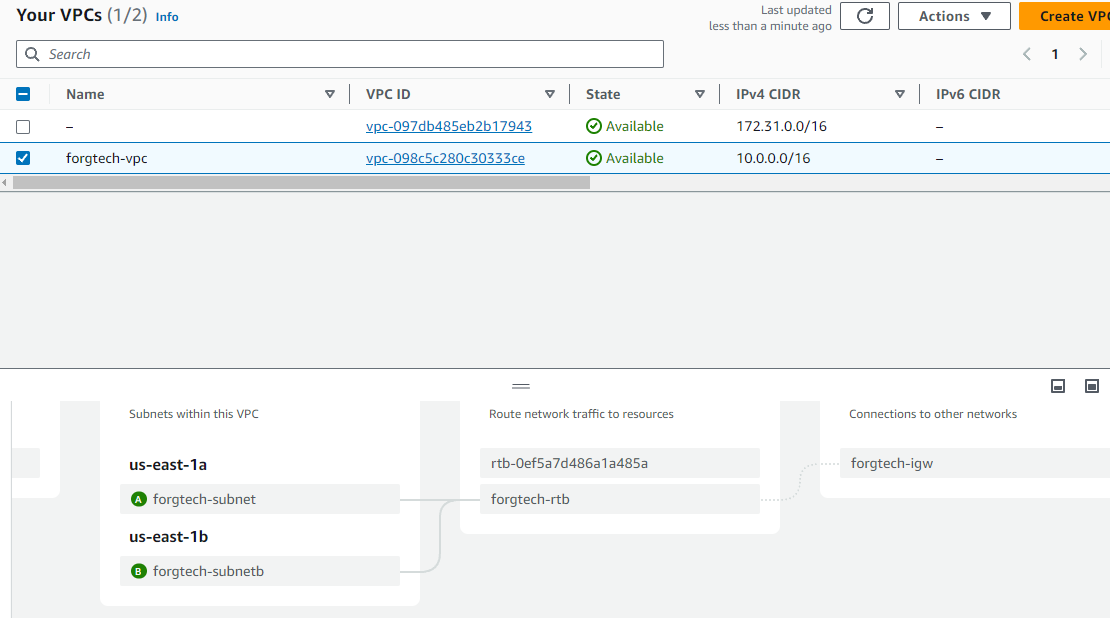 Your VPCs (1/2) Info
Last updated
less than a minute ago
Actions
Create VPC
Search
1
Name VPC ID State IPv4 CIDR IPv6 CIDR
– vpc-097db485eb2b17943 Available 172.31.0.0/16 –
forgtech-vpc vpc-098c5c280c30333ce Available 10.0.0.0/16 –
Subnets within this VPC
us-east-1a
A forgtech-subnet
us-east-1b
B forgtech-subnetb
Route network traffic to resources
rtb-0ef5a7d486a1a485a
forgtech-rtb
Connections to other networks
forgtech-igw